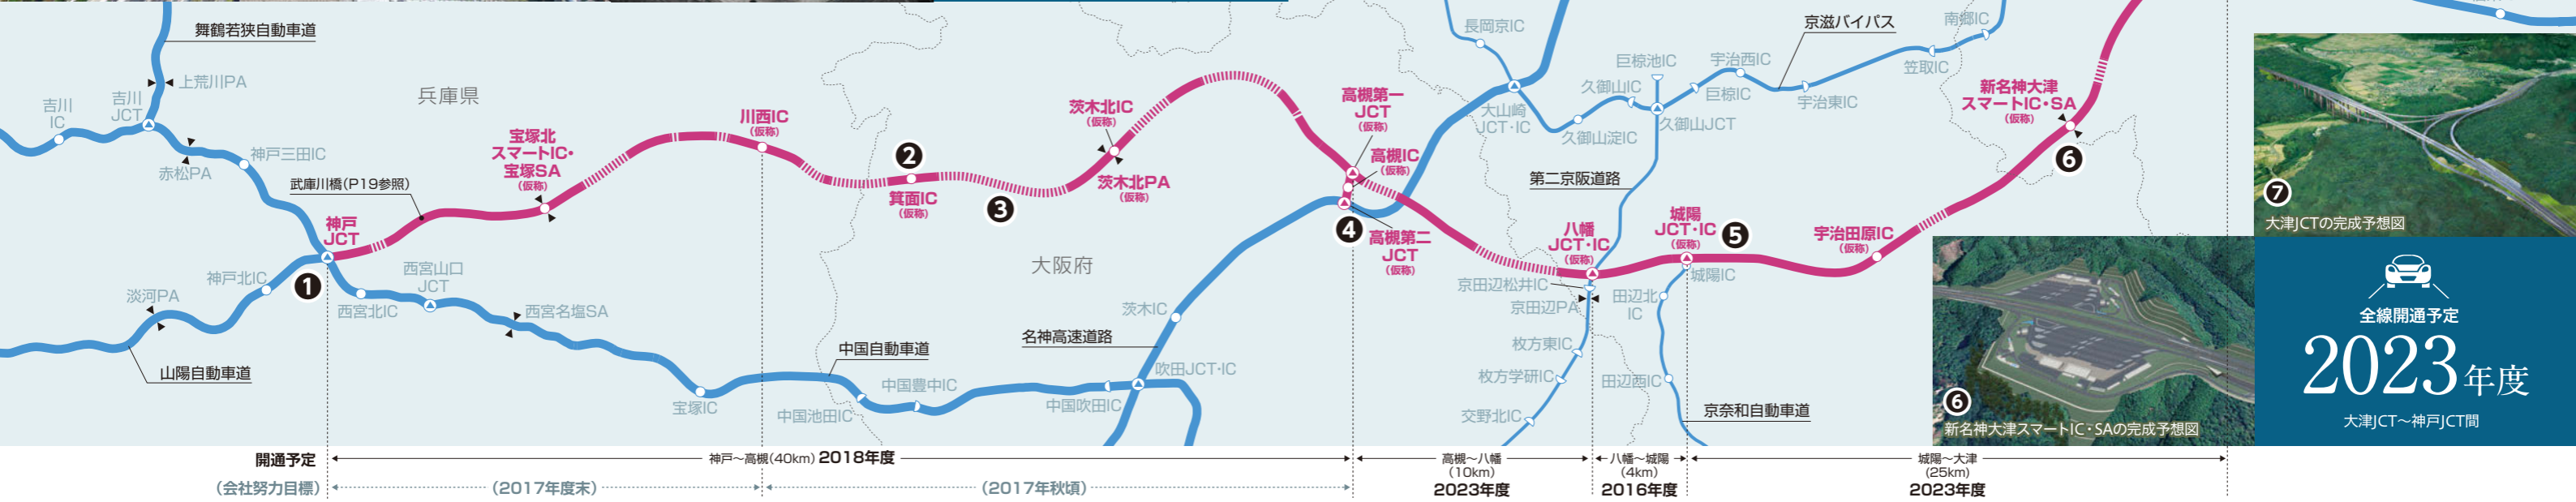 舞鶴若狭自動車道
上荒川PA
吉川
IC
吉川
JCT
兵庫県
赤松PA
神戸三田IC
武庫川橋(P19参照)
宝塚北
スマートIC・
宝塚SA
(仮称)
川西IC
(仮称)
神戸
JCT
❶
神戸北IC
淡河PA
山陽自動車道
西宮北IC
西宮山口
JCT
西宮名塩SA
宝塚IC
❷
箕面IC
(仮称)
❸
茨木北IC
(仮称)
茨木北PA
(仮称)
大阪府
中国自動車道
中国池田IC
中国豊中IC
中国吹田IC
名神高速道路
茨木IC
吹田JCT・IC
高槻第一
JCT
(仮称)
高槻IC
(仮称)
❹
高槻第二
JCT
(仮称)
長岡京IC
大山崎
JCT・IC
久御山淀IC
久御山IC
巨椋池IC
久御山JCT
巨椋IC
宇治西IC
宇治東IC
京滋バイパス
笠取IC
南郷IC
第二京阪道路
八幡
JCT・IC
(仮称)
城陽
JCT・IC
(仮称)
❺
城陽IC
京田辺松井IC
京田辺PA
田辺北
IC
枚方東IC
枚方学研IC
田辺西IC
交野北IC
京奈和自動車道
宇治田原IC
(仮称)
新名神大津
スマートIC・SA
(仮称)
❻
❼
大津JCTの完成予想図
❻
新名神大津スマートIC・SAの完成予想図
全線開通予定
2023年度
大津JCT～神戸JCT間
開通予定
神戸～高槻(40km) 2018年度
高槻～八幡
(10km)
2023年度
八幡～城陽
(4km)
2016年度
城陽～大津
(25km)
2023年度
(会社努力目標)
(2017年度末)
(2017年秋頃)